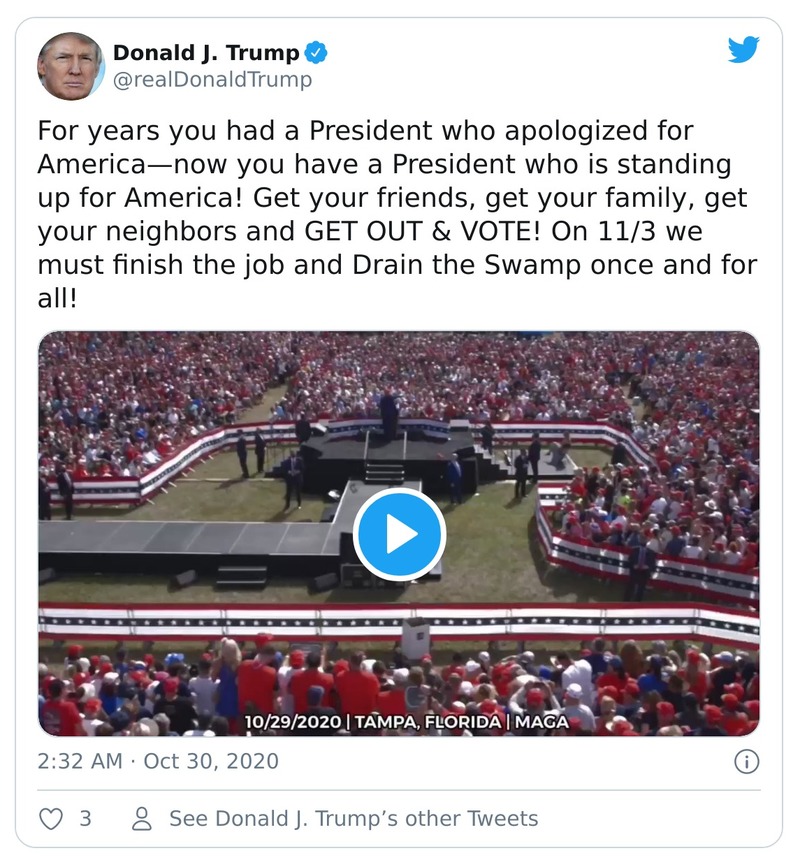 Donald J. Trump
@realDonaldTrump
For years you had a President who apologized for
America—now you have a President who is standing
up for America! Get your friends, get your family, get
your neighbors and GET OUT & VOTE! On 11/3 we
must finish the job and Drain the Swamp once and for
all!
10/29/2020 | TAMPA, FLORIDA | MAGA
2:32 AM · Oct 30, 2020
3
See Donald J. Trump’s other Tweets